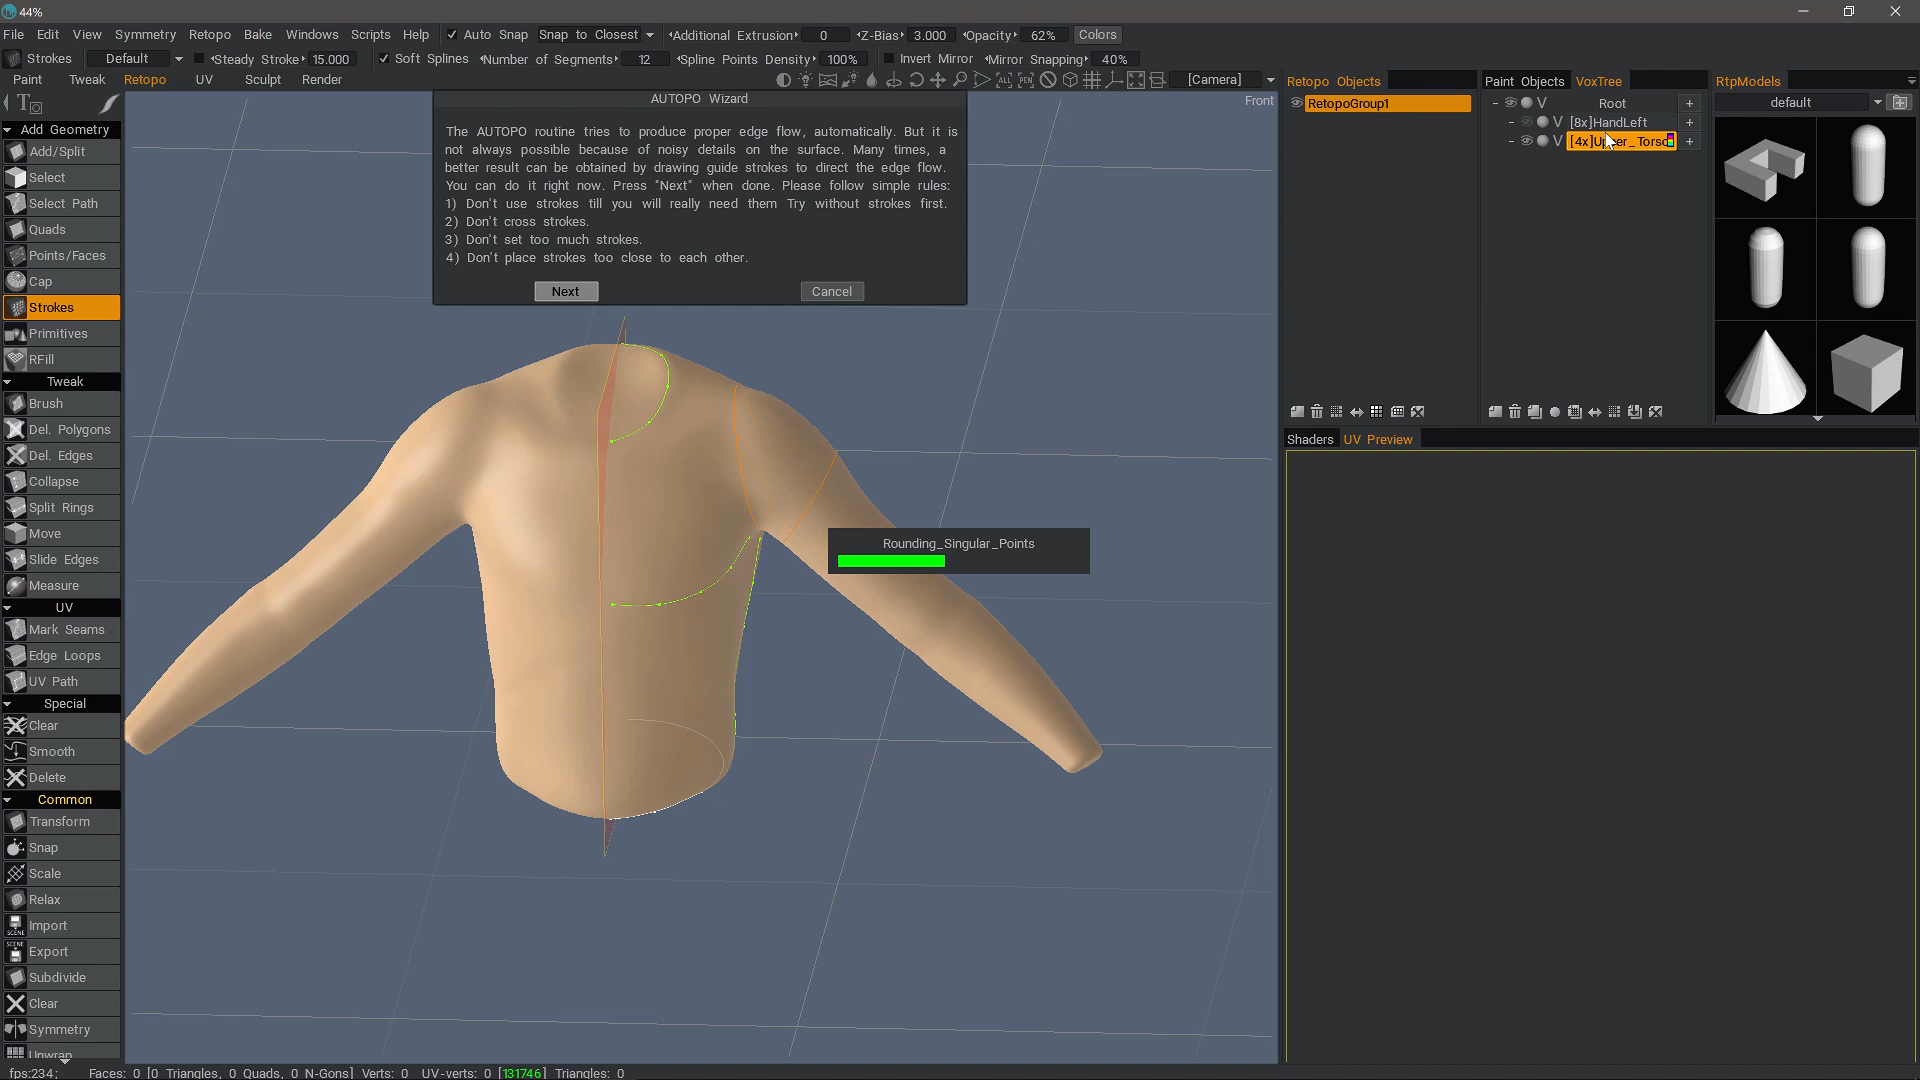 44%
File Edit View Symmetry Retopo Bake Windows Scripts Help Auto Snap Snap to Closest Additional Extrusion 0 Z-Bias 3.000 Opacity 62% Colors
Strokes Default Steady Stroke 15.000 Soft Splines Number of Segments 12 Spline Points Density 100% Invert Mirror Mirror Snapping 40%
Paint Tweak Retopo UV Sculpt Render ALL PEN [Camera]
Front
AUTOPO Wizard
The AUTOPO routine tries to produce proper edge flow, automatically. But it is
not always possible because of noisy details on the surface. Many times, a
better result can be obtained by drawing guide strokes to direct the edge flow.
You can do it right now. Press "Next" when done. Please follow simple rules:
1) Don't use strokes till you will really need them Try without strokes first.
2) Don't cross strokes.
3) Don't set too much strokes.
4) Don't place strokes too close to each other.
Next Cancel
Rounding_Singular_Points
Add Geometry
Add/Split
Select
Select Path
Quads
Points/Faces
Cap
Strokes
Primitives
RFill
Tweak
Brush
Del. Polygons
Del. Edges
Collapse
Split Rings
Move
Slide Edges
Measure
UV
Mark Seams
Edge Loops
UV Path
Special
Clear
Smooth
Delete
Common
Transform
Snap
Scale
Relax
SCENE Import
SCENE Export
Subdivide
Clear
Symmetry
Unwrap
Retopo Objects
RetopoGroup1
Paint Objects VoxTree
V Root +
V [8x]HandLeft +
V [4x]Upper_Torso +
RtpModels
default
Shaders UV Preview
fps:234; Faces: 0 [0 Triangles, 0 Quads, 0 N-Gons] Verts: 0 UV-verts: 0 [131746] Triangles: 0